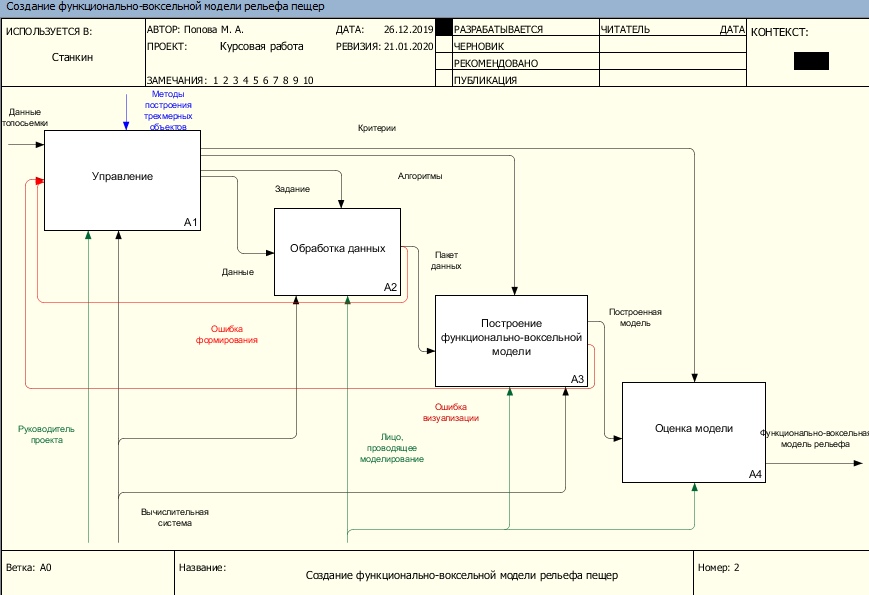 Создание функционально-воксельной модели рельефа пещер
ИСПОЛЬЗУЕТСЯ В:
Станкин
АВТОР: Попова М. А.
ДАТА: 26.12.2019
ПРОЕКТ: Курсовая работа
РЕВИЗИЯ: 21.01.2020
ЗАМЕЧАНИЯ: 1 2 3 4 5 6 7 8 9 10
РАЗРАБАТЫВАЕТСЯ
ЧЕРНОВИК
РЕКОМЕНДОВАНО
ПУБЛИКАЦИЯ
ЧИТАТЕЛЬ
ДАТА
КОНТЕКСТ:
Данные
топосьемки
Методы
построения
трехмерных
объектов
Критерии
Управление
A1
Алгоритмы
Задание
Данные
Обработка данных
A2
Пакет
данных
Ошибка
формирования
Построение
функционально-воксельной
модели
A3
Построенная
модель
Ошибка
визуализации
Оценка модели
A4
Функционально-воксельная
модель рельефа
Руководитель
проекта
Лицо,
проводящее
моделирование
Вычислительная
система
Ветка: A0
Название:
Создание функционально-воксельной модели рельефа пещер
Номер: 2